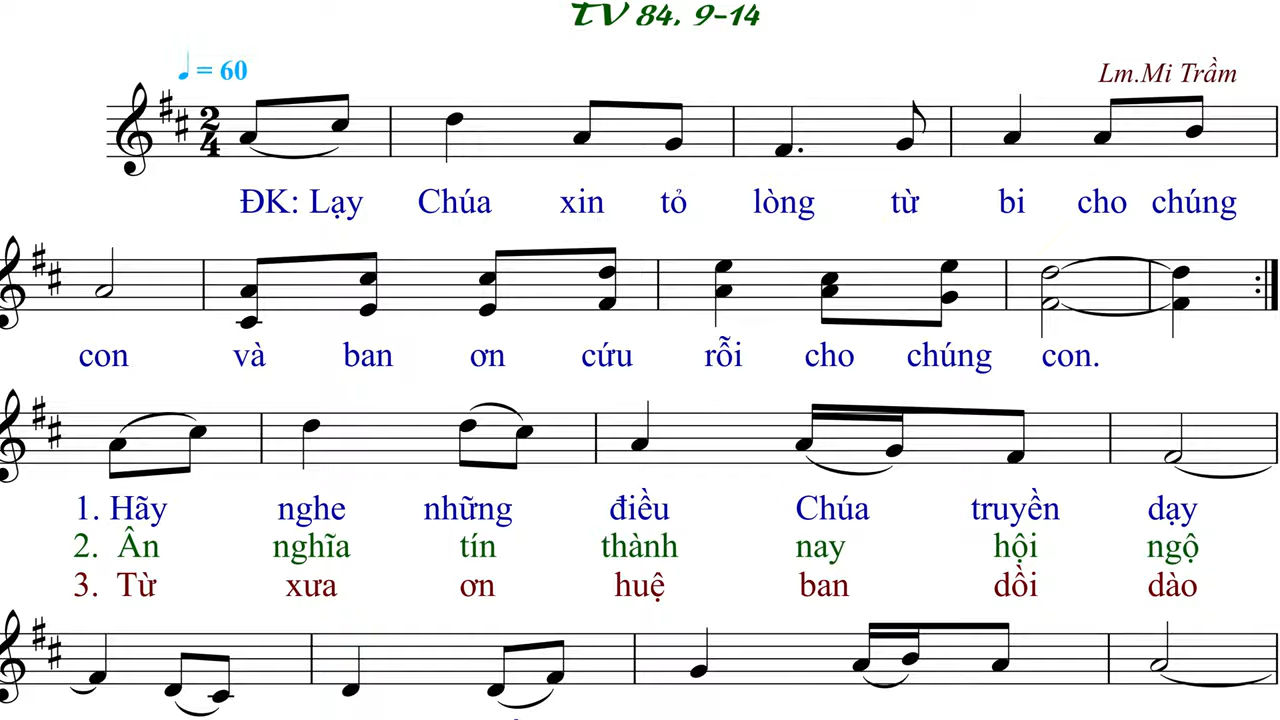 TV 84. 9-14
= 60
Lm.Mi Trầm
2
4
ĐK: Lạy Chúa xin tỏ lòng từ bi cho chúng
con và ban ơn cứu rỗi cho chúng con.
1. Hãy nghe những điều Chúa truyền dạy
2. Ân nghĩa tín thành nay hội ngộ
3. Từ xưa ơn huệ ban dồi dào